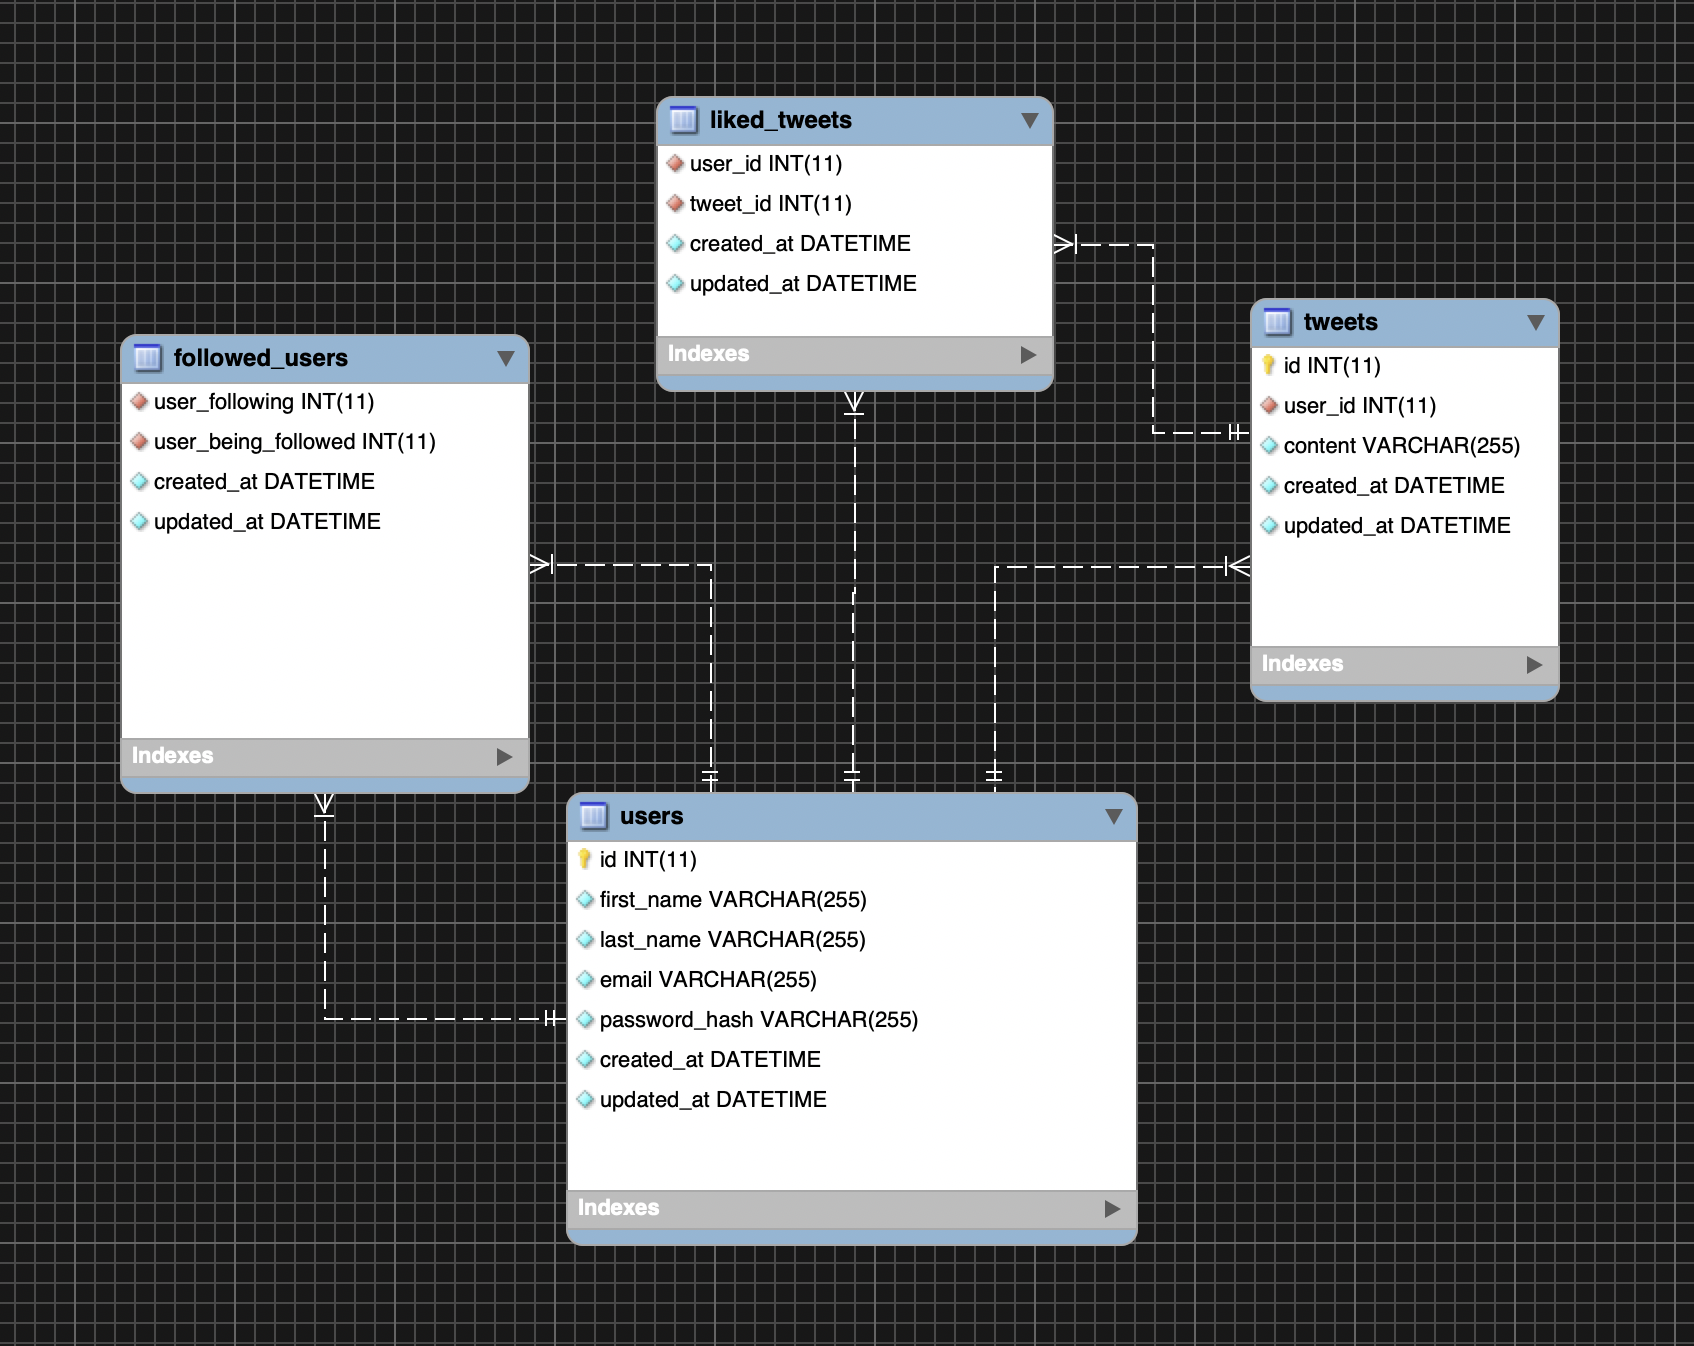 liked_tweets
user_id INT(11)
tweet_id INT(11)
created_at DATETIME
updated_at DATETIME
Indexes
followed_users
user_following INT(11)
user_being_followed INT(11)
created_at DATETIME
updated_at DATETIME
Indexes
tweets
id INT(11)
user_id INT(11)
content VARCHAR(255)
created_at DATETIME
updated_at DATETIME
Indexes
users
id INT(11)
first_name VARCHAR(255)
last_name VARCHAR(255)
email VARCHAR(255)
password_hash VARCHAR(255)
created_at DATETIME
updated_at DATETIME
Indexes